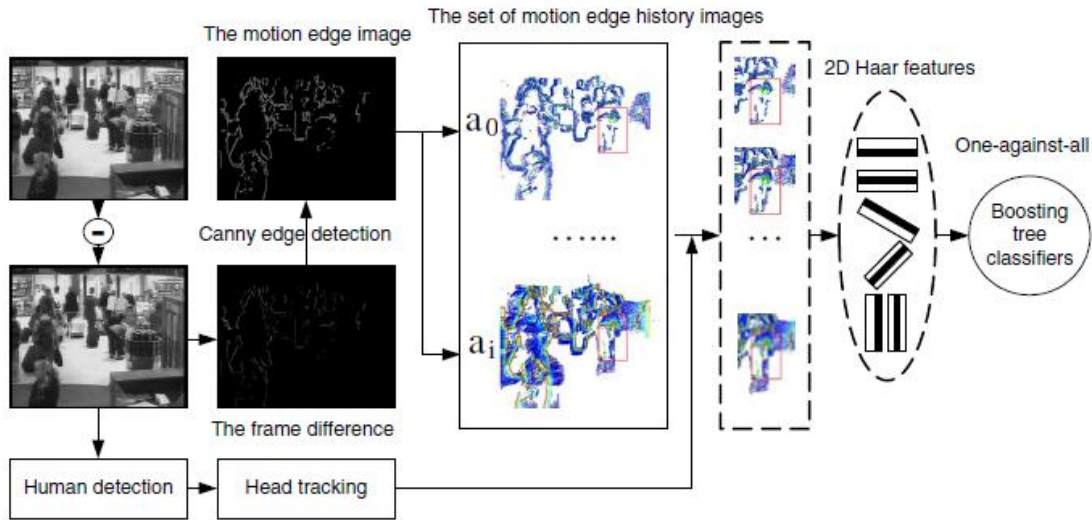 The set of motion edge history images
The motion edge image
2D Haar features
a0
One-against-all
Boosting
tree
classifiers
-
Canny edge detection
......
...
ai
The frame difference
Human detection
Head tracking